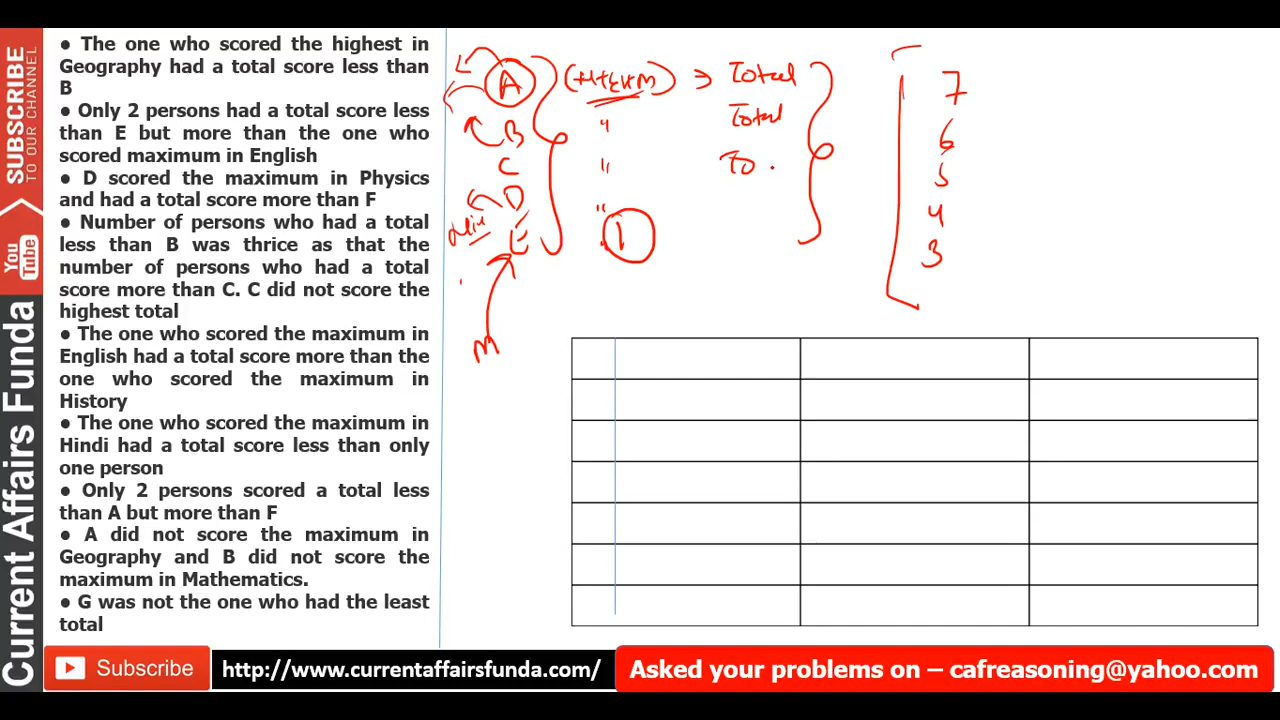 SUBSCRIBE
TO OUR CHANNEL
You Tube
Current Affairs Funda
● The one who scored the highest in
Geography had a total score less than
B
● Only 2 persons had a total score less
than E but more than the one who
scored maximum in English
● D scored the maximum in Physics
and had a total score more than F
● Number of persons who had a total
less than B was thrice as that the
number of persons who had a total
score more than C. C did not score the
highest total
● The one who scored the maximum in
English had a total score more than the
one who scored the maximum in
History
● The one who scored the maximum in
Hindi had a total score less than only
one person
● Only 2 persons scored a total less
than A but more than F
● A did not score the maximum in
Geography and B did not score the
maximum in Mathematics.
● G was not the one who had the least
total
A
B
C
D
E
M
Total
Total
To .
1
7
6
5
4
3
Subscribe
http://www.currentaffairsfunda.com/
Asked your problems on – cafreasoning@yahoo.com